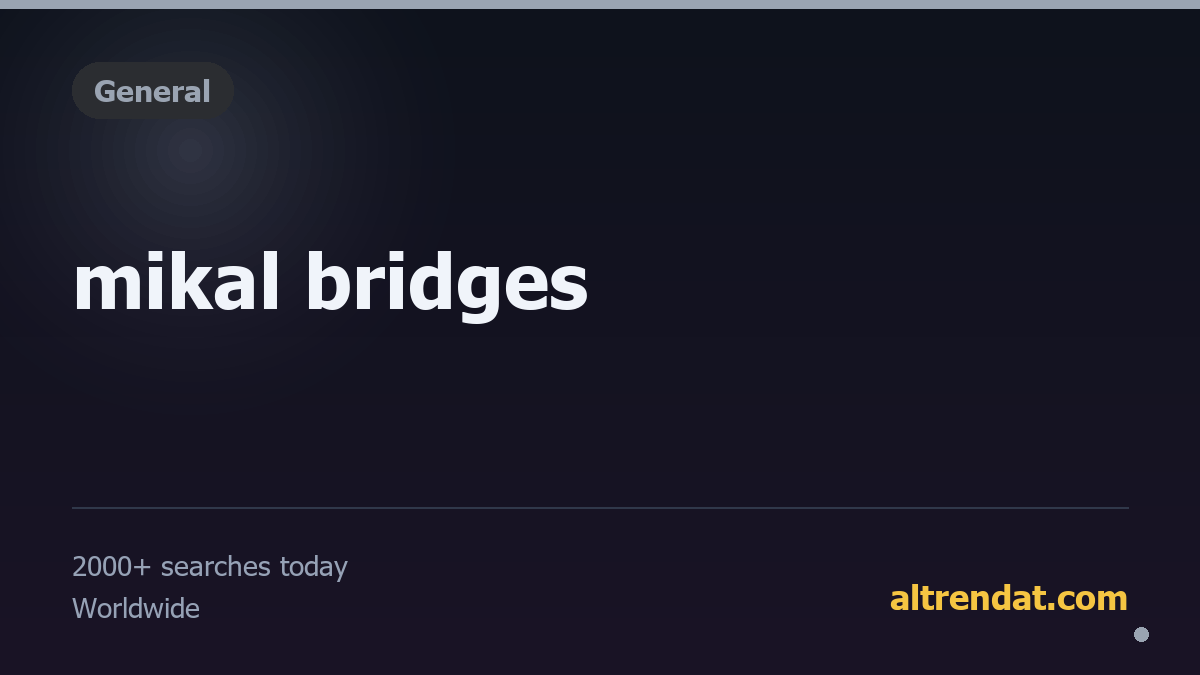 General
mikal bridges
2000+ searches today
Worldwide
altrendat.com